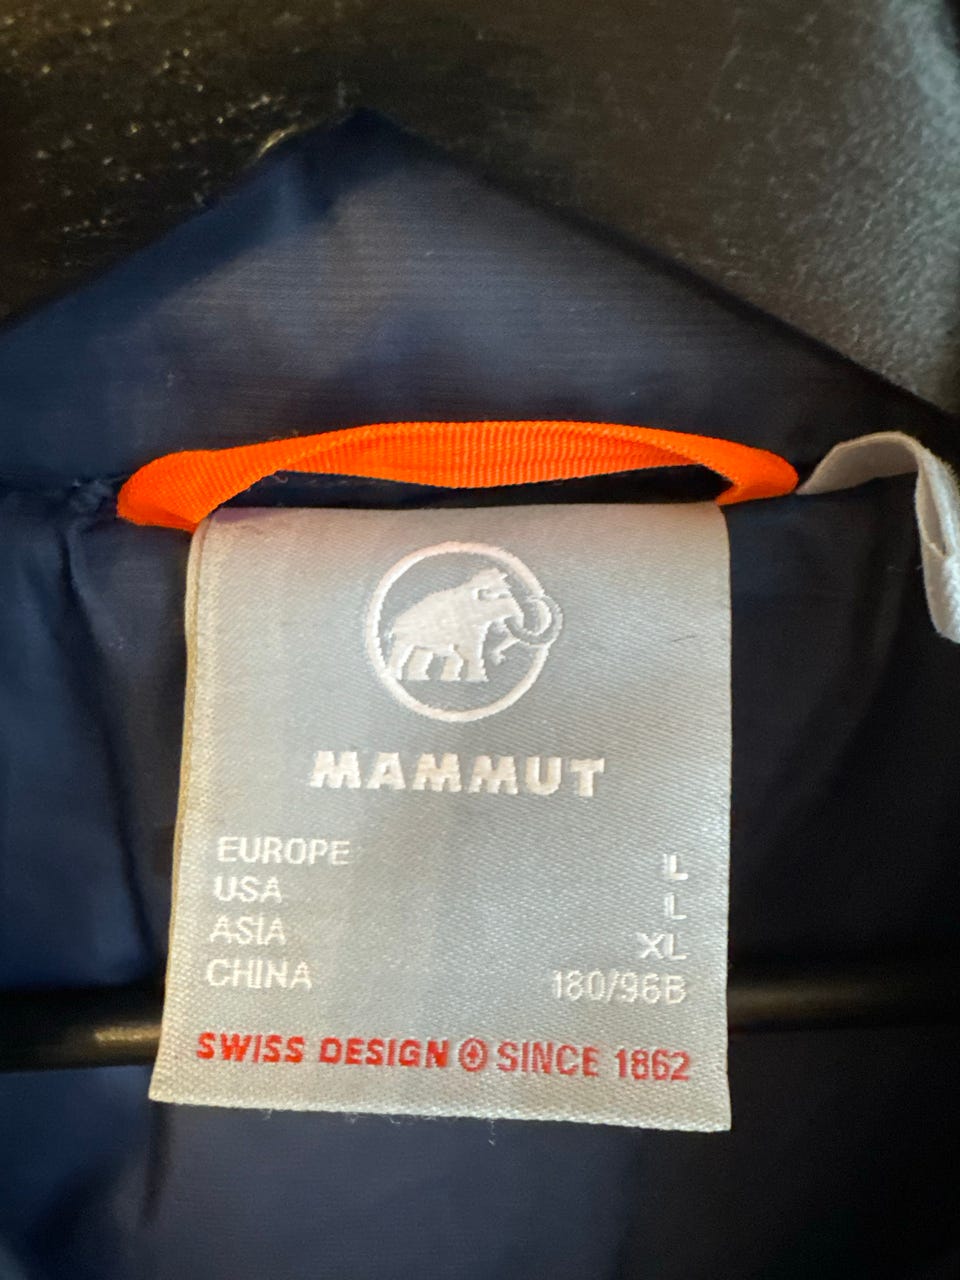 MAMMUT
EUROPE L
USA L
ASIA XL
CHINA 180/96B
SWISS DESIGN SINCE 1862